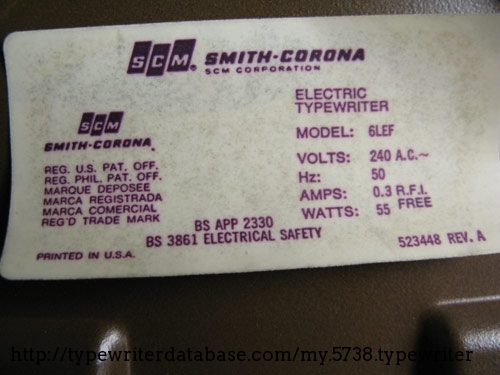 SCM® SMITH-CORONA
SCM CORPORATION
ELECTRIC
TYPEWRITER
MODEL: 6LEF
VOLTS: 240 A.C.~
Hz: 50
AMPS: 0.3 R.F.I.
WATTS: 55 FREE
SCM
SMITH-CORONA®
REG. U.S. PAT. OFF.
REG. PHIL. PAT. OFF.
MARQUE DEPOSEE
MARCA REGISTRADA
MARCA COMERCIAL
REG'D TRADE MARK
BS APP 2330
BS 3861 ELECTRICAL SAFETY
PRINTED IN U.S.A.
523448 REV. A
http://typewriterdatabase.com/my.5738.typewriter